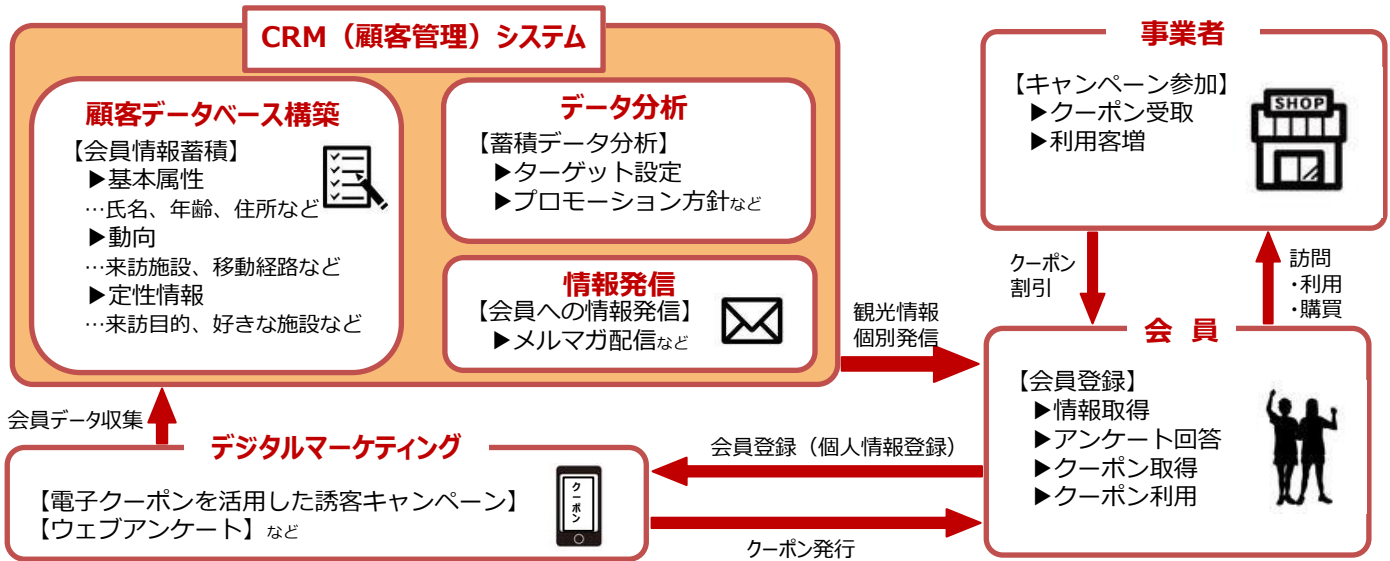 CRM（顧客管理）システム
顧客データベース構築
【会員情報蓄積】
▶基本属性
…氏名、年齢、住所など
▶動向
…来訪施設、移動経路など
▶定性情報
…来訪目的、好きな施設など
データ分析
【蓄積データ分析】
▶ターゲット設定
▶プロモーション方針など
情報発信
【会員への情報発信】
▶メルマガ配信など
事業者
【キャンペーン参加】
▶クーポン受取
▶利用客増
SHOP
クーポン
割引
訪問
・利用
・購買
観光情報
個別発信
会 員
【会員登録】
▶情報取得
▶アンケート回答
▶クーポン取得
▶クーポン利用
会員データ収集
デジタルマーケティング
【電子クーポンを活用した誘客キャンペーン】
【ウェブアンケート】など
クーポン
会員登録（個人情報登録）
クーポン発行